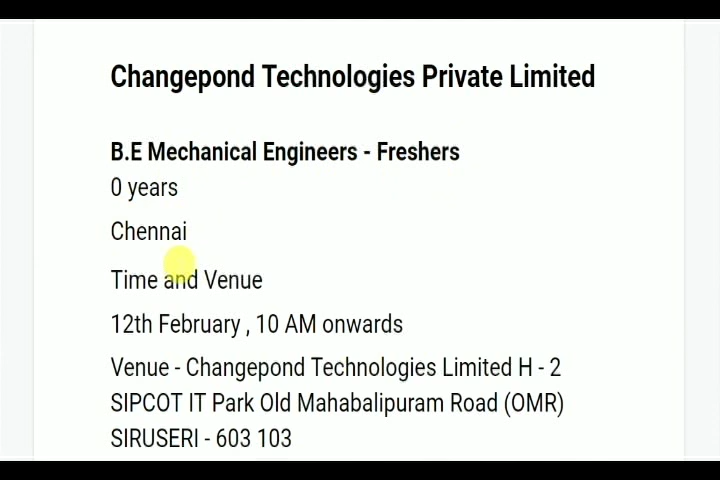 Changepond Technologies Private Limited
B.E Mechanical Engineers - Freshers
0 years
Chennai
Time and Venue
12th February , 10 AM onwards
Venue - Changepond Technologies Limited H - 2
SIPCOT IT Park Old Mahabalipuram Road (OMR)
SIRUSERI - 603 103